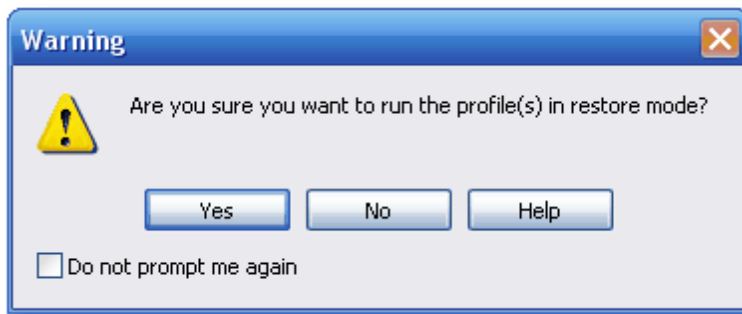 Warning
Are you sure you want to run the profile(s) in restore mode?
Yes No Help
Do not prompt me again